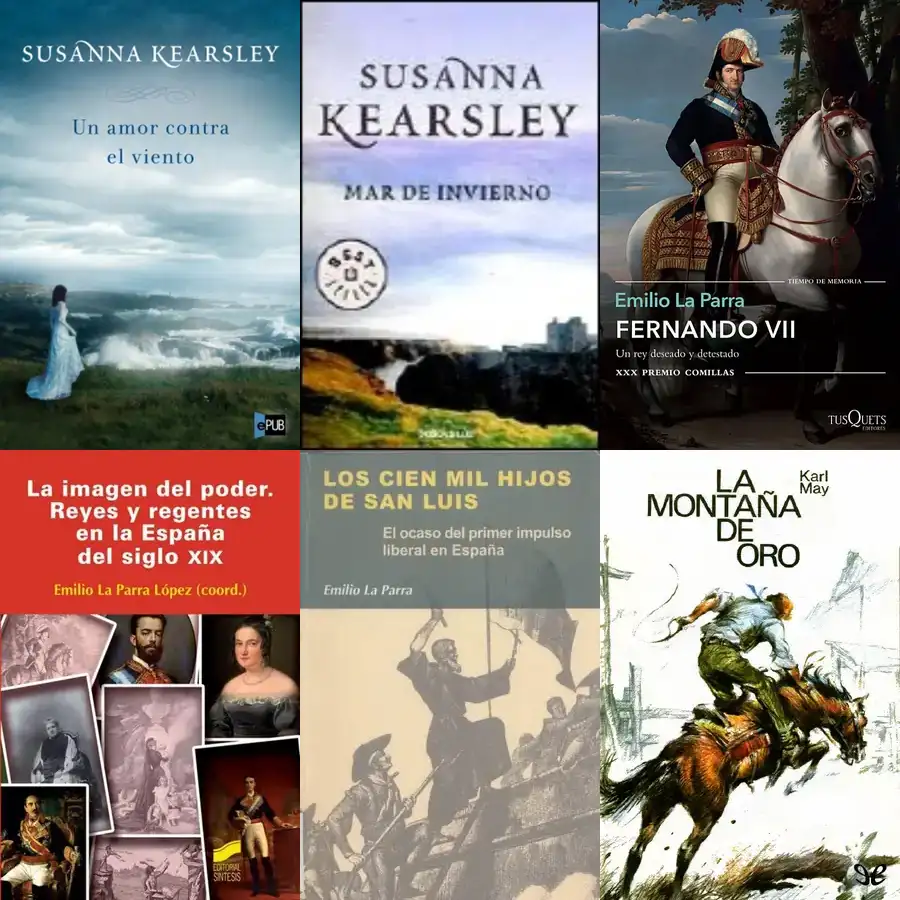 SUSANNA KEARSLEY
Un amor contra
el viento
ePUB
SUSANNA
KEARSLEY
MAR DE INVIERNO
BEST
SELLER
TIEMPO DE MEMORIA
Emilio La Parra
FERNANDO VII
Un rey deseado y detestado
XXX PREMIO COMILLAS
TUSQUETS
EDITORES
La imagen del poder.
Reyes y regentes
en la España
del siglo XIX
Emilio La Parra López (coord.)
EDITORIAL
SINTESIS
LOS CIEN MIL HIJOS
DE SAN LUIS
El ocaso del primer impulso
liberal en España
Emilio La Parra
LA
MONTAÑA
DE
ORO
Karl
May